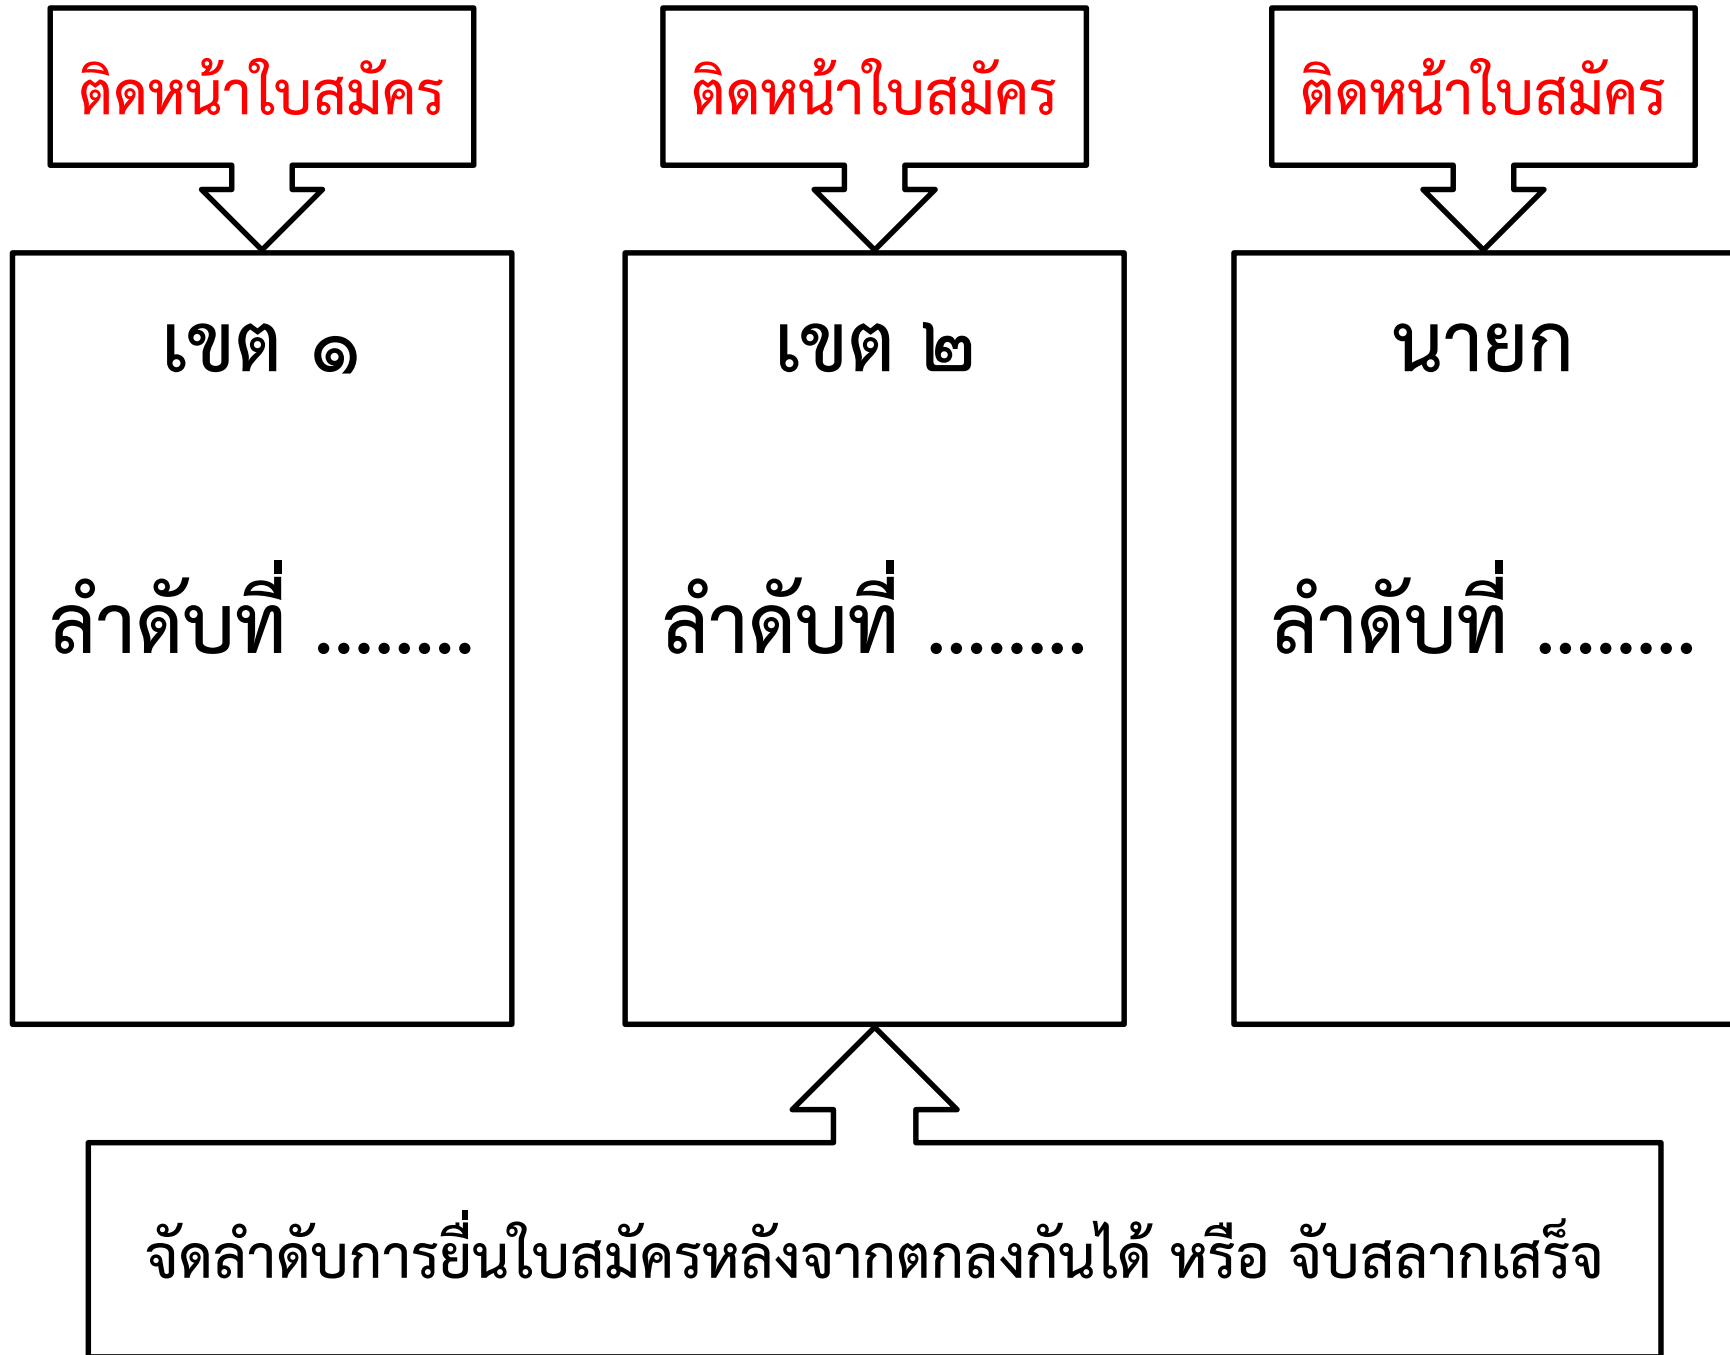 ติดหน้าใบสมัคร
ติดหน้าใบสมัคร
ติดหน้าใบสมัคร
เขต ๑
ลำดับที่ ........
เขต ๒
ลำดับที่ ........
นายก
ลำดับที่ ........
จัดลำดับการยื่นใบสมัครหลังจากตกลงกันได้ หรือ จับสลากเสร็จ